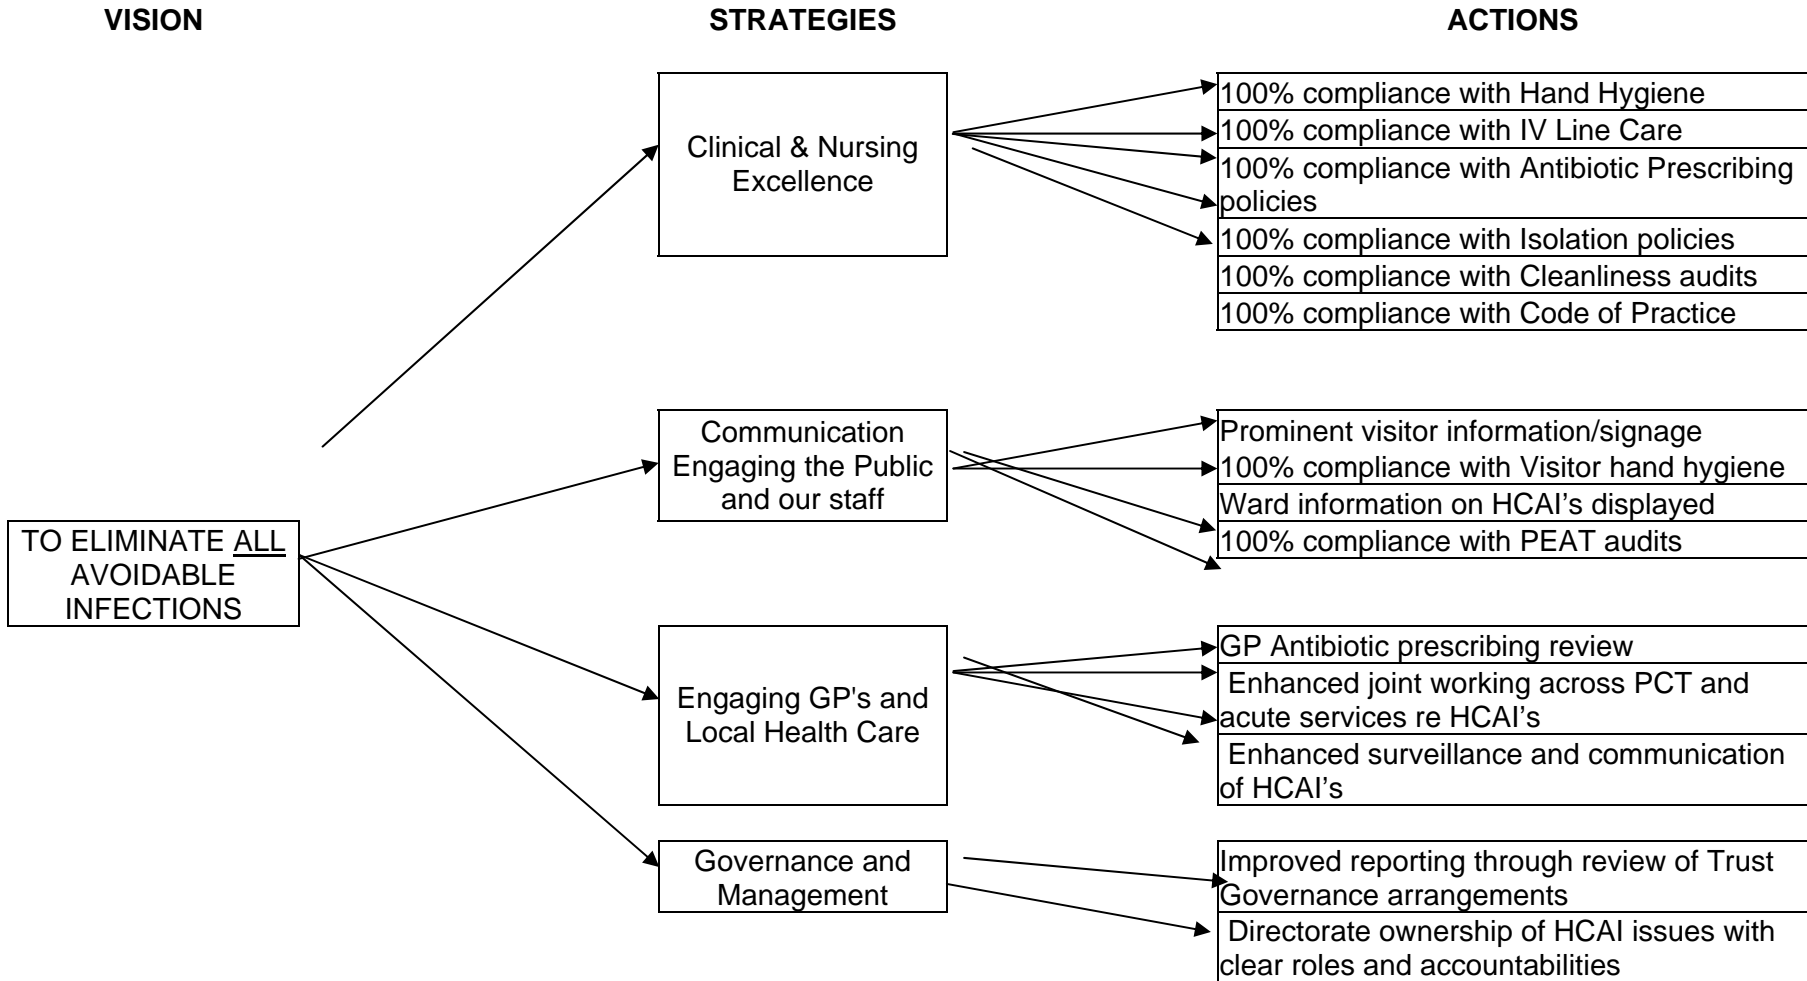 VISION
STRATEGIES
ACTIONS
Clinical & Nursing
Excellence
100% compliance with Hand Hygiene
100% compliance with IV Line Care
100% compliance with Antibiotic Prescribing
policies
100% compliance with Isolation policies
100% compliance with Cleanliness audits
100% compliance with Code of Practice
Communication
Engaging the Public
and our staff
Prominent visitor information/signage
100% compliance with Visitor hand hygiene
Ward information on HCAI’s displayed
100% compliance with PEAT audits
TO ELIMINATE ALL
AVOIDABLE
INFECTIONS
Engaging GP's and
Local Health Care
GP Antibiotic prescribing review
Enhanced joint working across PCT and
acute services re HCAI’s
Enhanced surveillance and communication
of HCAI’s
Governance and
Management
Improved reporting through review of Trust
Governance arrangements
Directorate ownership of HCAI issues with
clear roles and accountabilities